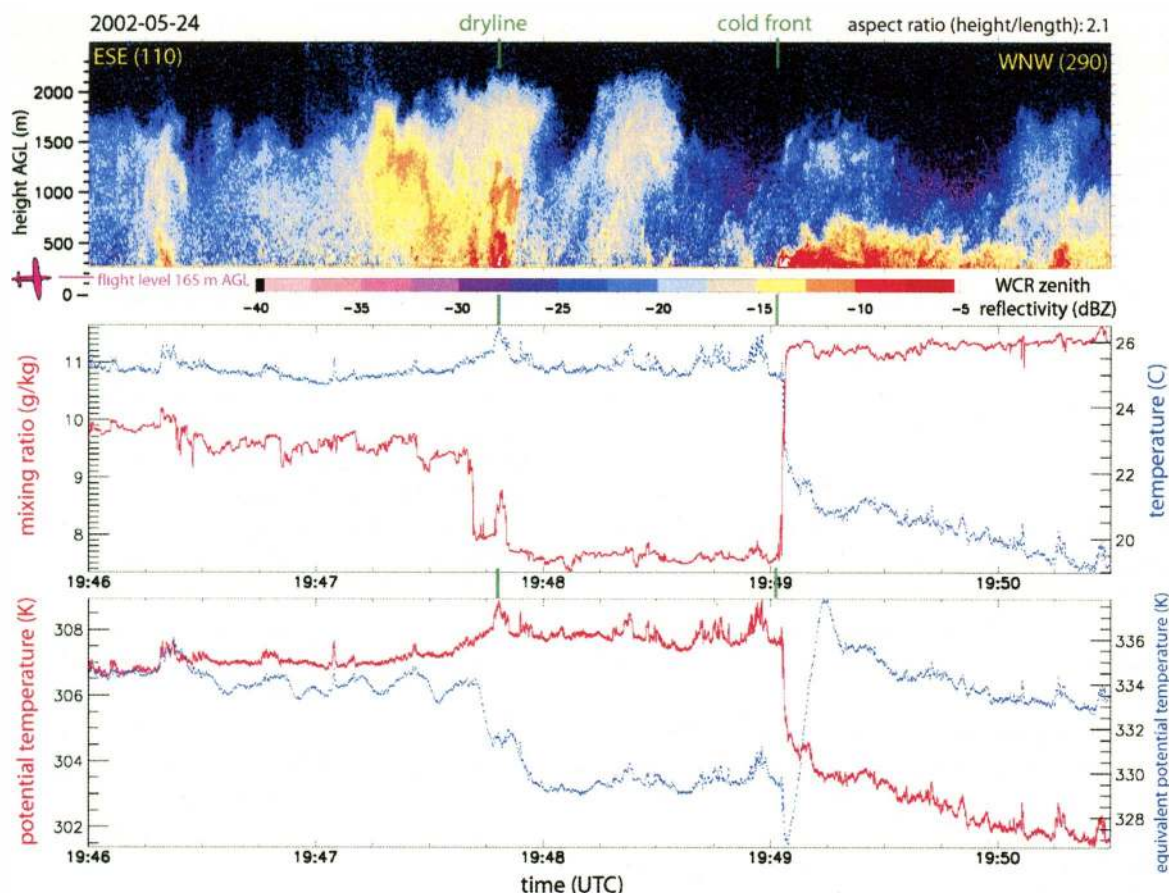 2002-05-24 dryline cold front aspect ratio (height/length): 2.1
ESE (110) WNW (290)
height AGL (m)
2000
1500
1000
500
0
flight level 165 m AGL
WCR zenith
reflectivity (dBZ)
-40 -35 -30 -25 -20 -15 -10 -5
mixing ratio (g/kg)
11
10
9
8
26
24
22
20
temperature (C)
19:46 19:47 19:48 19:49 19:50
potential temperature (K)
308
306
304
302
336
334
332
330
328
equivalent potential temperature (K)
19:46 19:47 19:48 19:49 19:50
time (UTC)